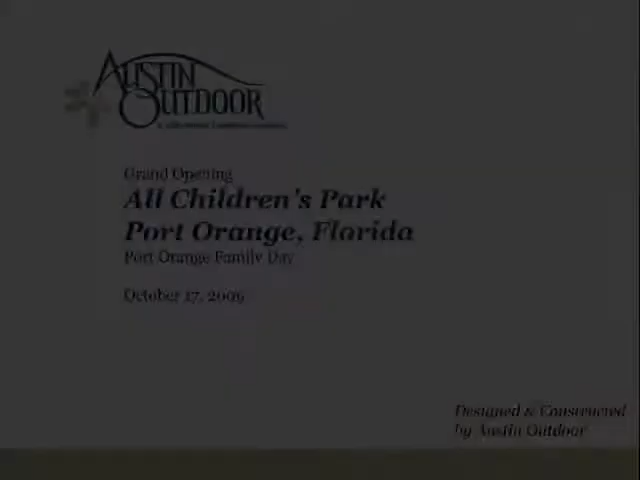 AUSTIN
OUTDOOR
Grand Opening
All Children's Park
Port Orange, Florida
Port Orange Family Day
October 17, 2009
Designed & Constructed
by Austin Outdoor